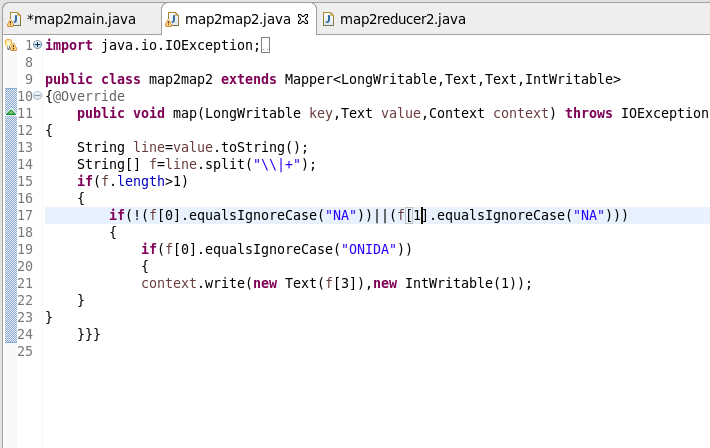 *map2main.java map2map2.java map2reducer2.java
1 import java.io.IOException;
8
9 public class map2map2 extends Mapper<LongWritable,Text,Text,IntWritable>
10 {@Override
11 public void map(LongWritable key,Text value,Context context) throws IOException
12 {
13 String line=value.toString();
14 String[] f=line.split("\\|+");
15 if(f.length>1)
16 {
17 if(!(f[0].equalsIgnoreCase("NA"))||(f[1].equalsIgnoreCase("NA")))
18 {
19 if(f[0].equalsIgnoreCase("ONIDA"))
20 {
21 context.write(new Text(f[3]),new IntWritable(1));
22 }
23 }
24 }}}
25